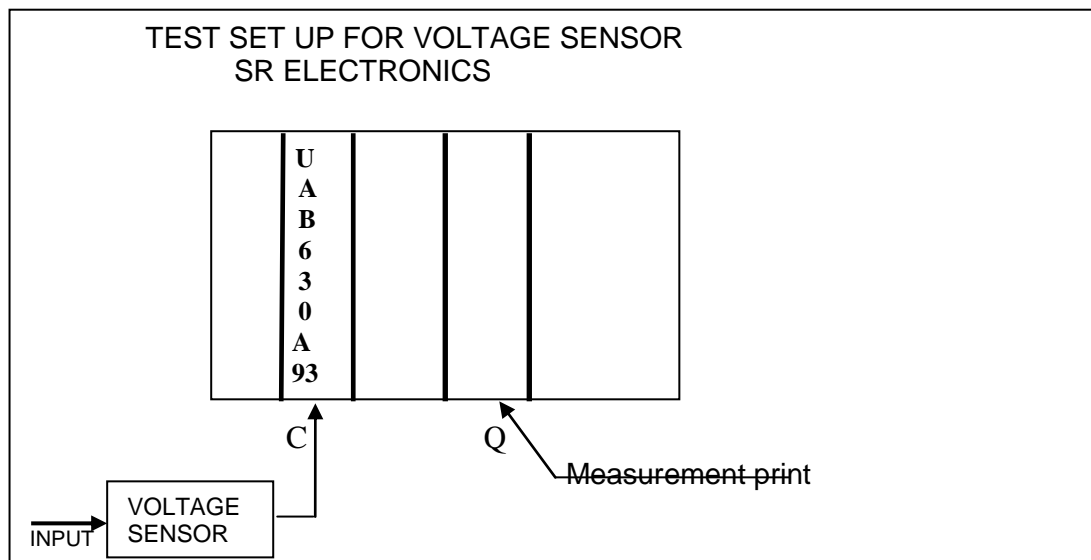 TEST SET UP FOR VOLTAGE SENSOR
SR ELECTRONICS
U
A
B
6
3
0
A
93
C
Q
Measurement print
INPUT
VOLTAGE
SENSOR